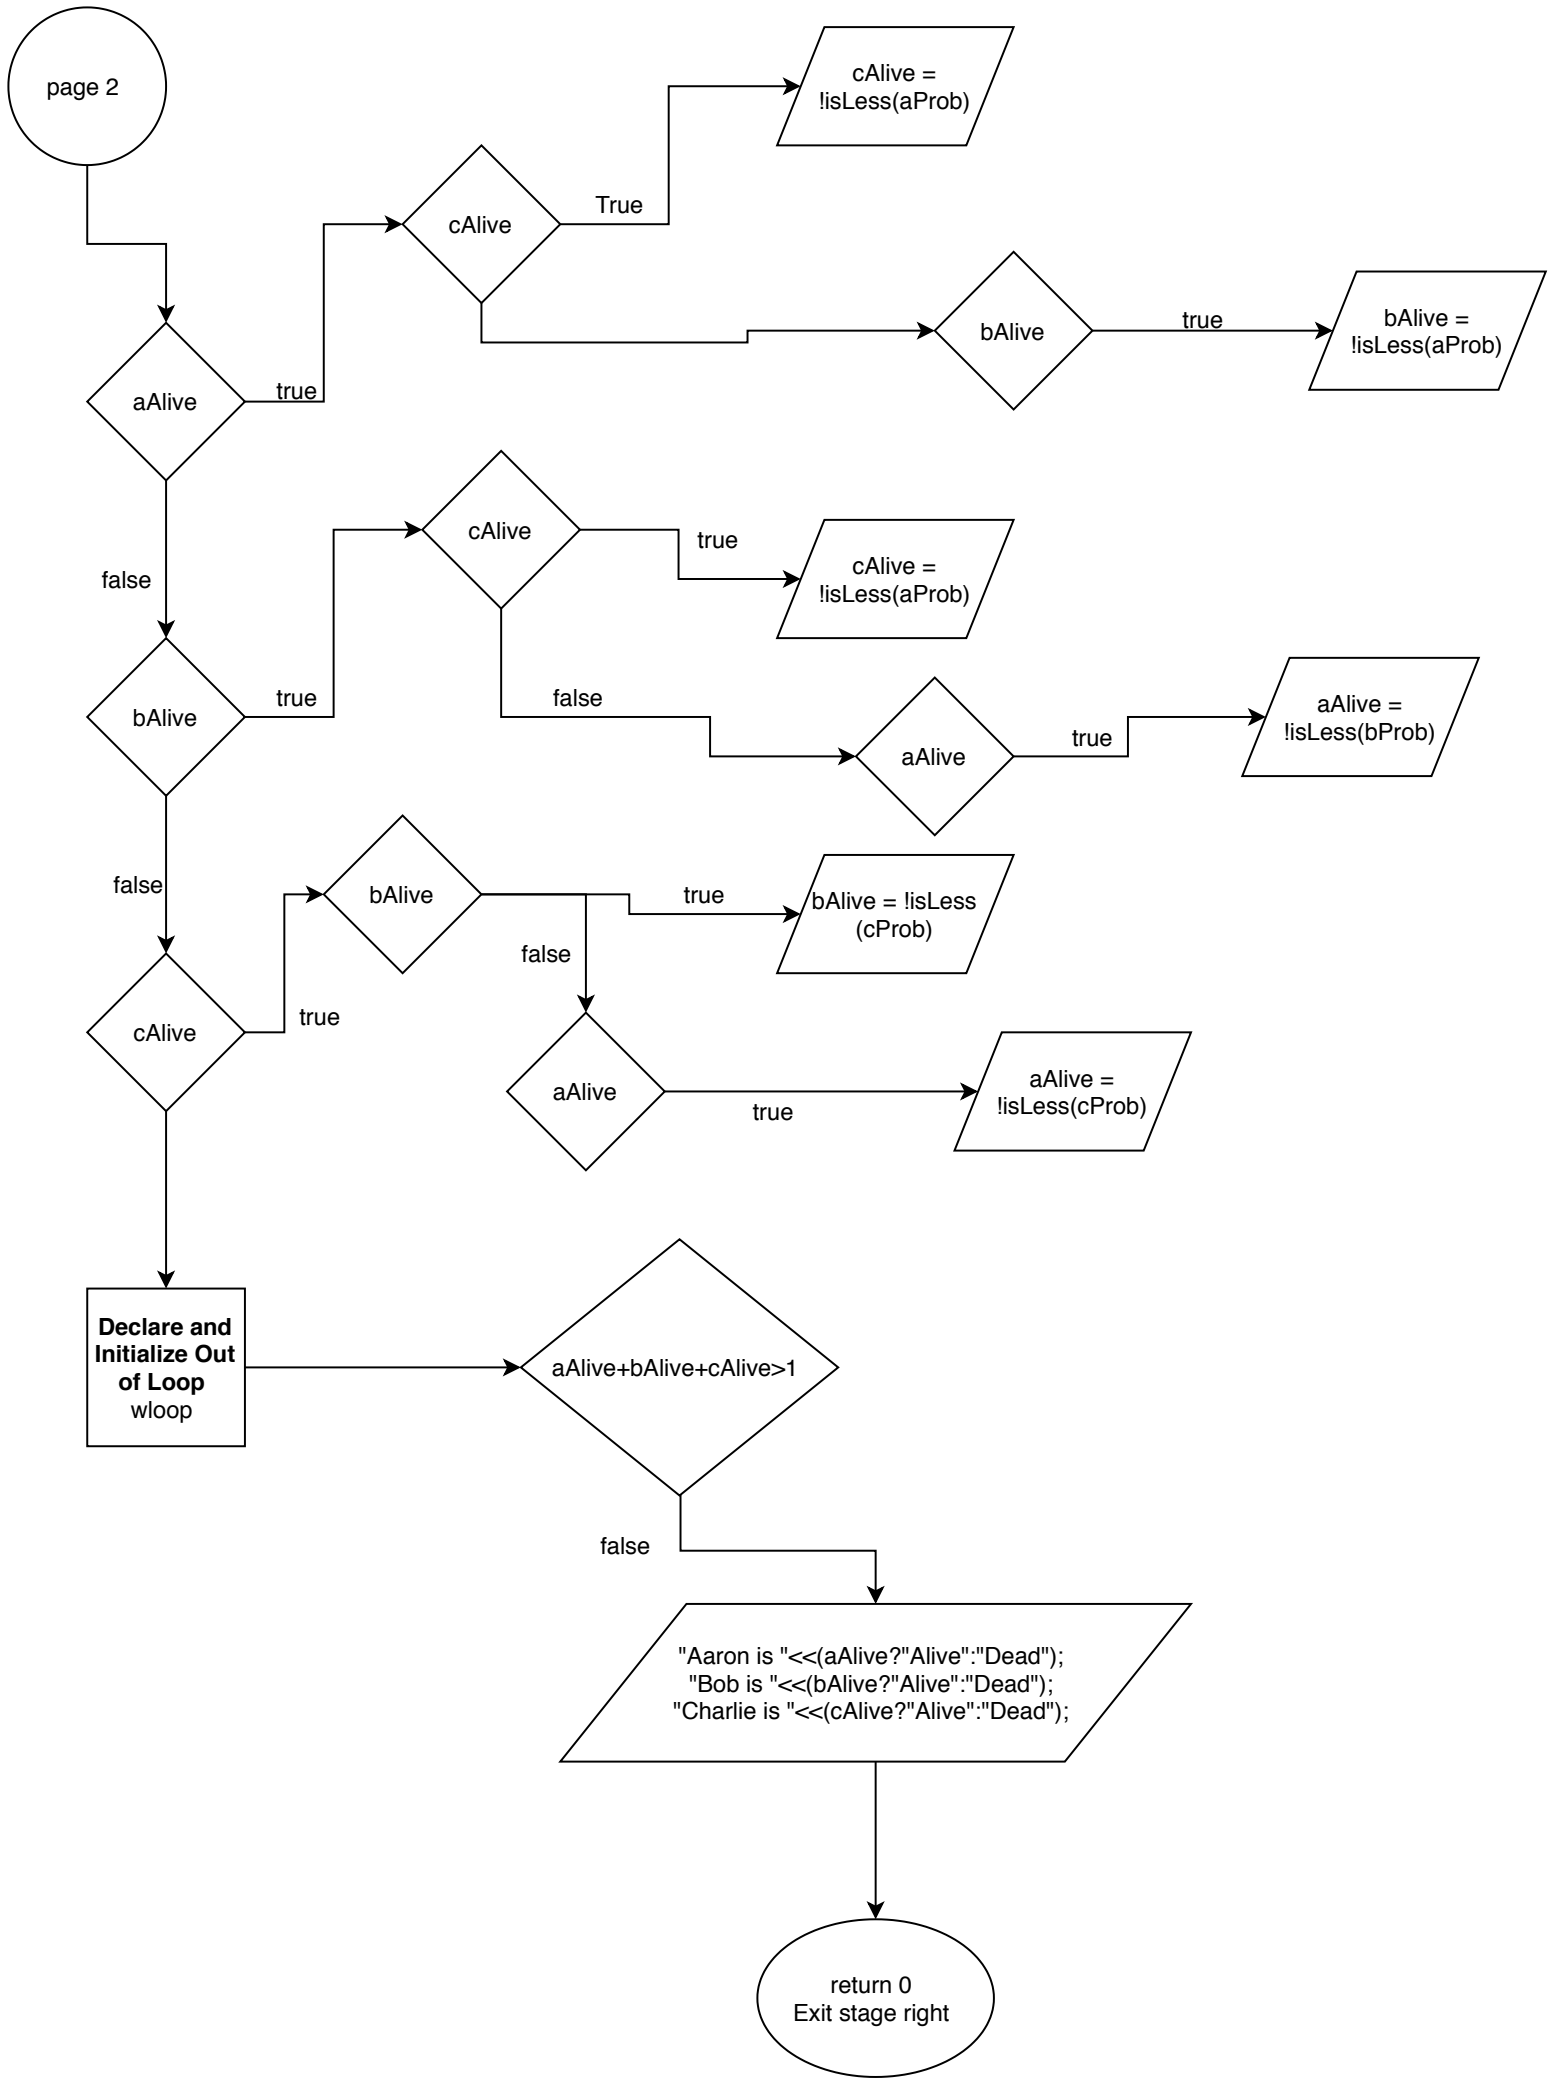 page 2
cAlive =
!isLess(aProb)
True
cAlive
true
bAlive
bAlive =
!isLess(aProb)
true
aAlive
cAlive
true
cAlive =
!isLess(aProb)
false
true
bAlive
false
aAlive
true
aAlive =
!isLess(bProb)
false
bAlive
true
bAlive = !isLess
(cProb)
false
true
cAlive
aAlive
true
aAlive =
!isLess(cProb)
Declare and
Initialize Out
of Loop
wloop
aAlive+bAlive+cAlive>1
false
"Aaron is "<<(aAlive?"Alive":"Dead");
"Bob is "<<(bAlive?"Alive":"Dead");
"Charlie is "<<(cAlive?"Alive":"Dead");
return 0
Exit stage right